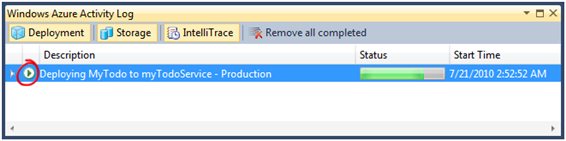 Windows Azure Activity Log
Deployment Storage IntelliTrace Remove all completed
Description Status Start Time
Deploying MyTodo to myTodoService - Production 7/21/2010 2:52:52 AM